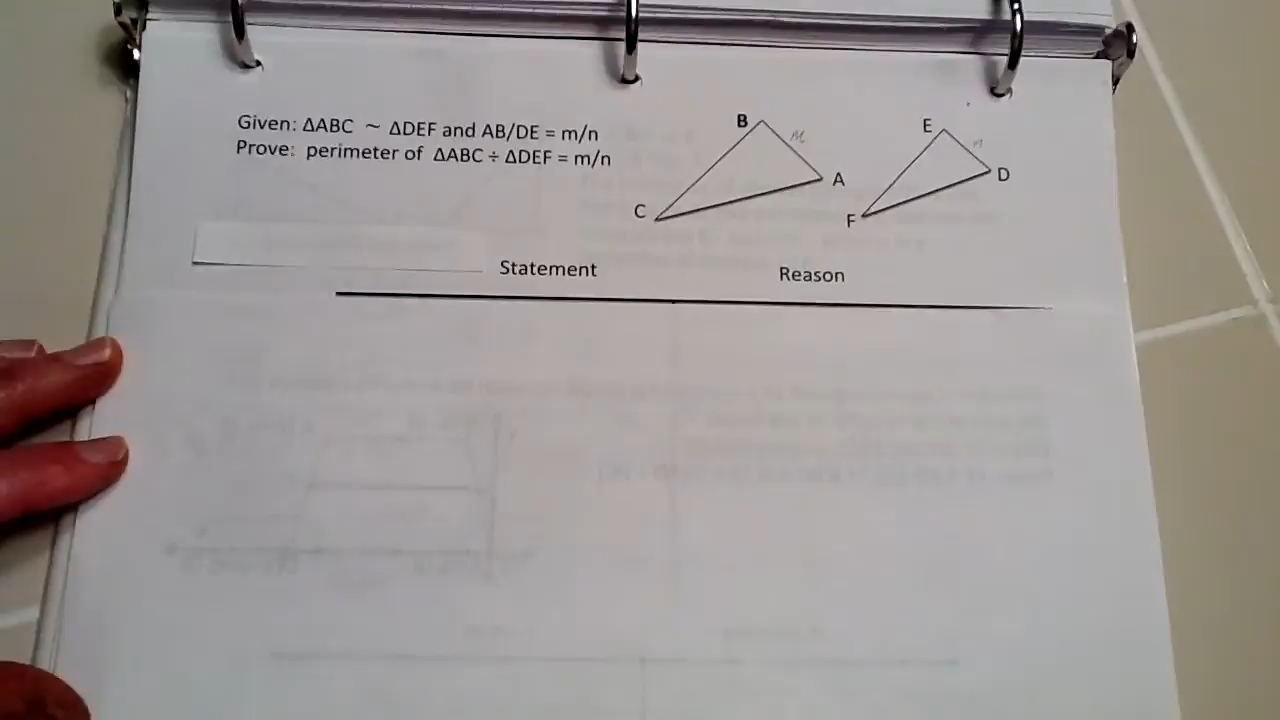 Given: ΔABC ~ ΔDEF and AB/DE = m/n
Prove: perimeter of ΔABC ÷ ΔDEF = m/n
B
M
A
C
E
n
D
F
Statement
Reason